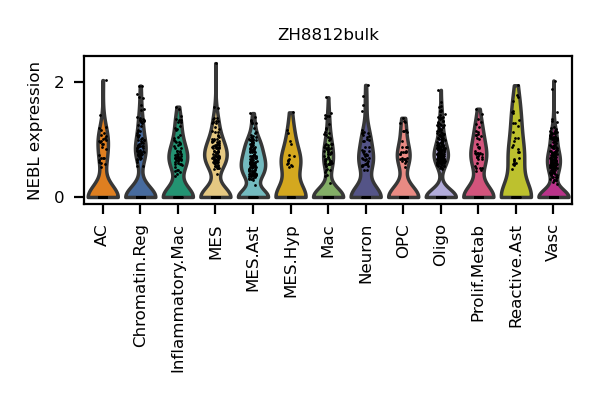 ZH8812bulk
NEBL expression
2
0
AC
Chromatin.Reg
Inflammatory.Mac
MES
MES.Ast
MES.Hyp
Mac
Neuron
OPC
Oligo
Prolif.Metab
Reactive.Ast
Vasc